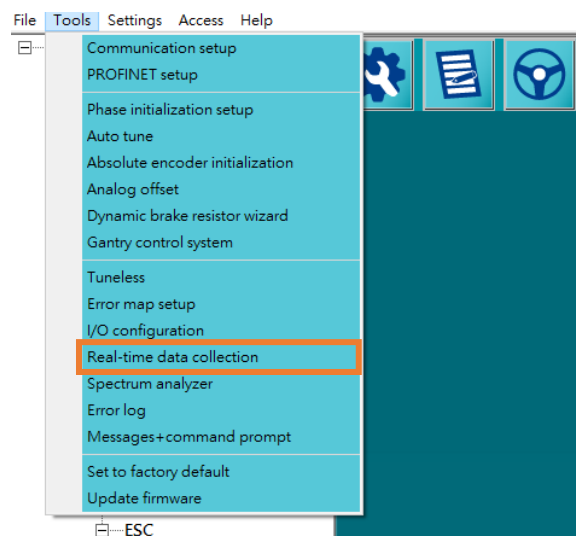 File Tools Settings Access Help
Communication setup
PROFINET setup
Phase initialization setup
Auto tune
Absolute encoder initialization
Analog offset
Dynamic brake resistor wizard
Gantry control system
Tuneless
Error map setup
I/O configuration
Real-time data collection
Spectrum analyzer
Error log
Messages+command prompt
Set to factory default
Update firmware
ESC